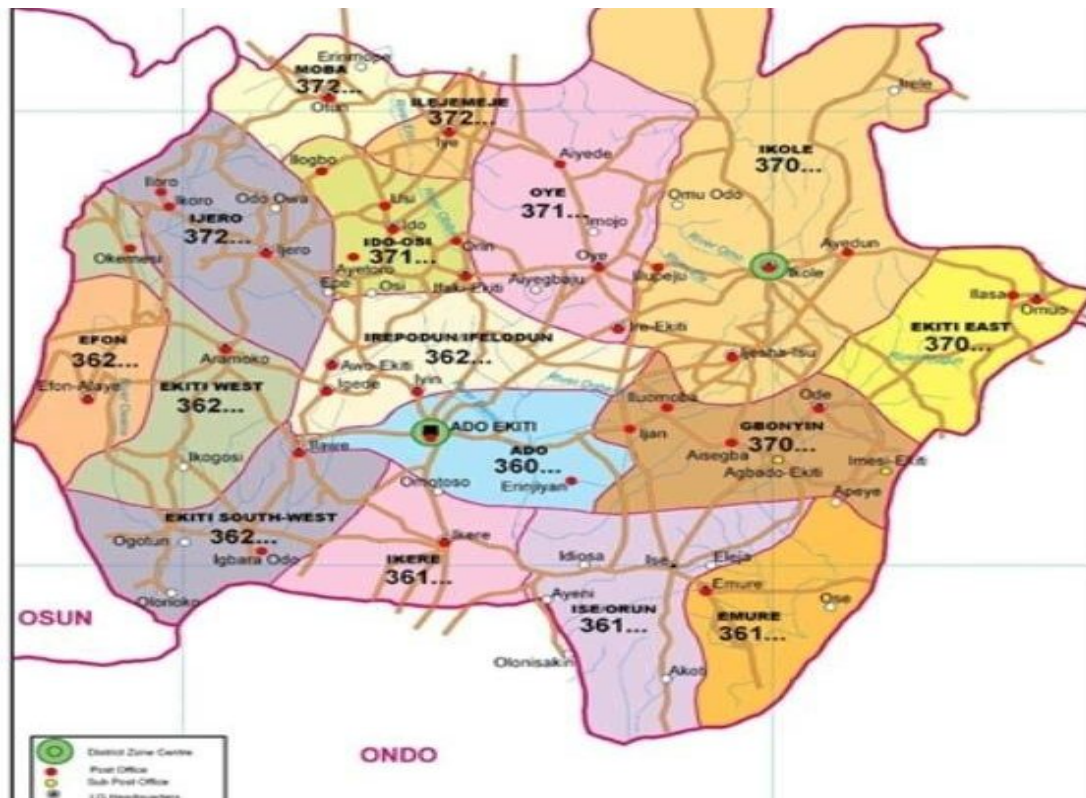 Erinmope
MOBA
372...
Otun
ILEJEMEJE
372...
Iye
Irele
IKOLE
370...
Ilogbo
Aiyede
Iloro
Ikoro
Odo Owa
Usi
OYE
371...
Omu Odo
IJERO
372...
Ido
Imojo
IDO-OSI
371...
Orin
Okemesi
Ijero
Ayetoro
Oye
Ilupeju
Ayedun
Ikole
Epe
Osi
Ifaki-Ekiti
Aiyegbaju
Ilasa
Omuo
EKITI EAST
370...
EFON
362...
IREPODUN/IFELODUN
362...
Ire-Ekiti
Aramoko
Awo-Ekiti
Ijesha-Isu
Efon-Alaye
EKITI WEST
362...
Igede
Iyin
Iluomoba
Ode
ADO EKITI
Ijan
GBONYIN
370...
Ilawe
ADO
360...
Aisegba
Ikogosi
Agbado-Ekiti
Imesi-Ekiti
Omotoso
Erinjiyan
Apeye
EKITI SOUTH-WEST
362...
Ogotun
Igbara Odo
Ikere
IKERE
361...
Idiosa
Ise
Eleja
Emure
Olorioko
Ayeni
ISE/ORUN
361...
Ose
EMURE
361...
OSUN
Olonisakin
Akoti
ONDO
District Zone Centre
Post Office
Sub Post Office
LG Headquarters